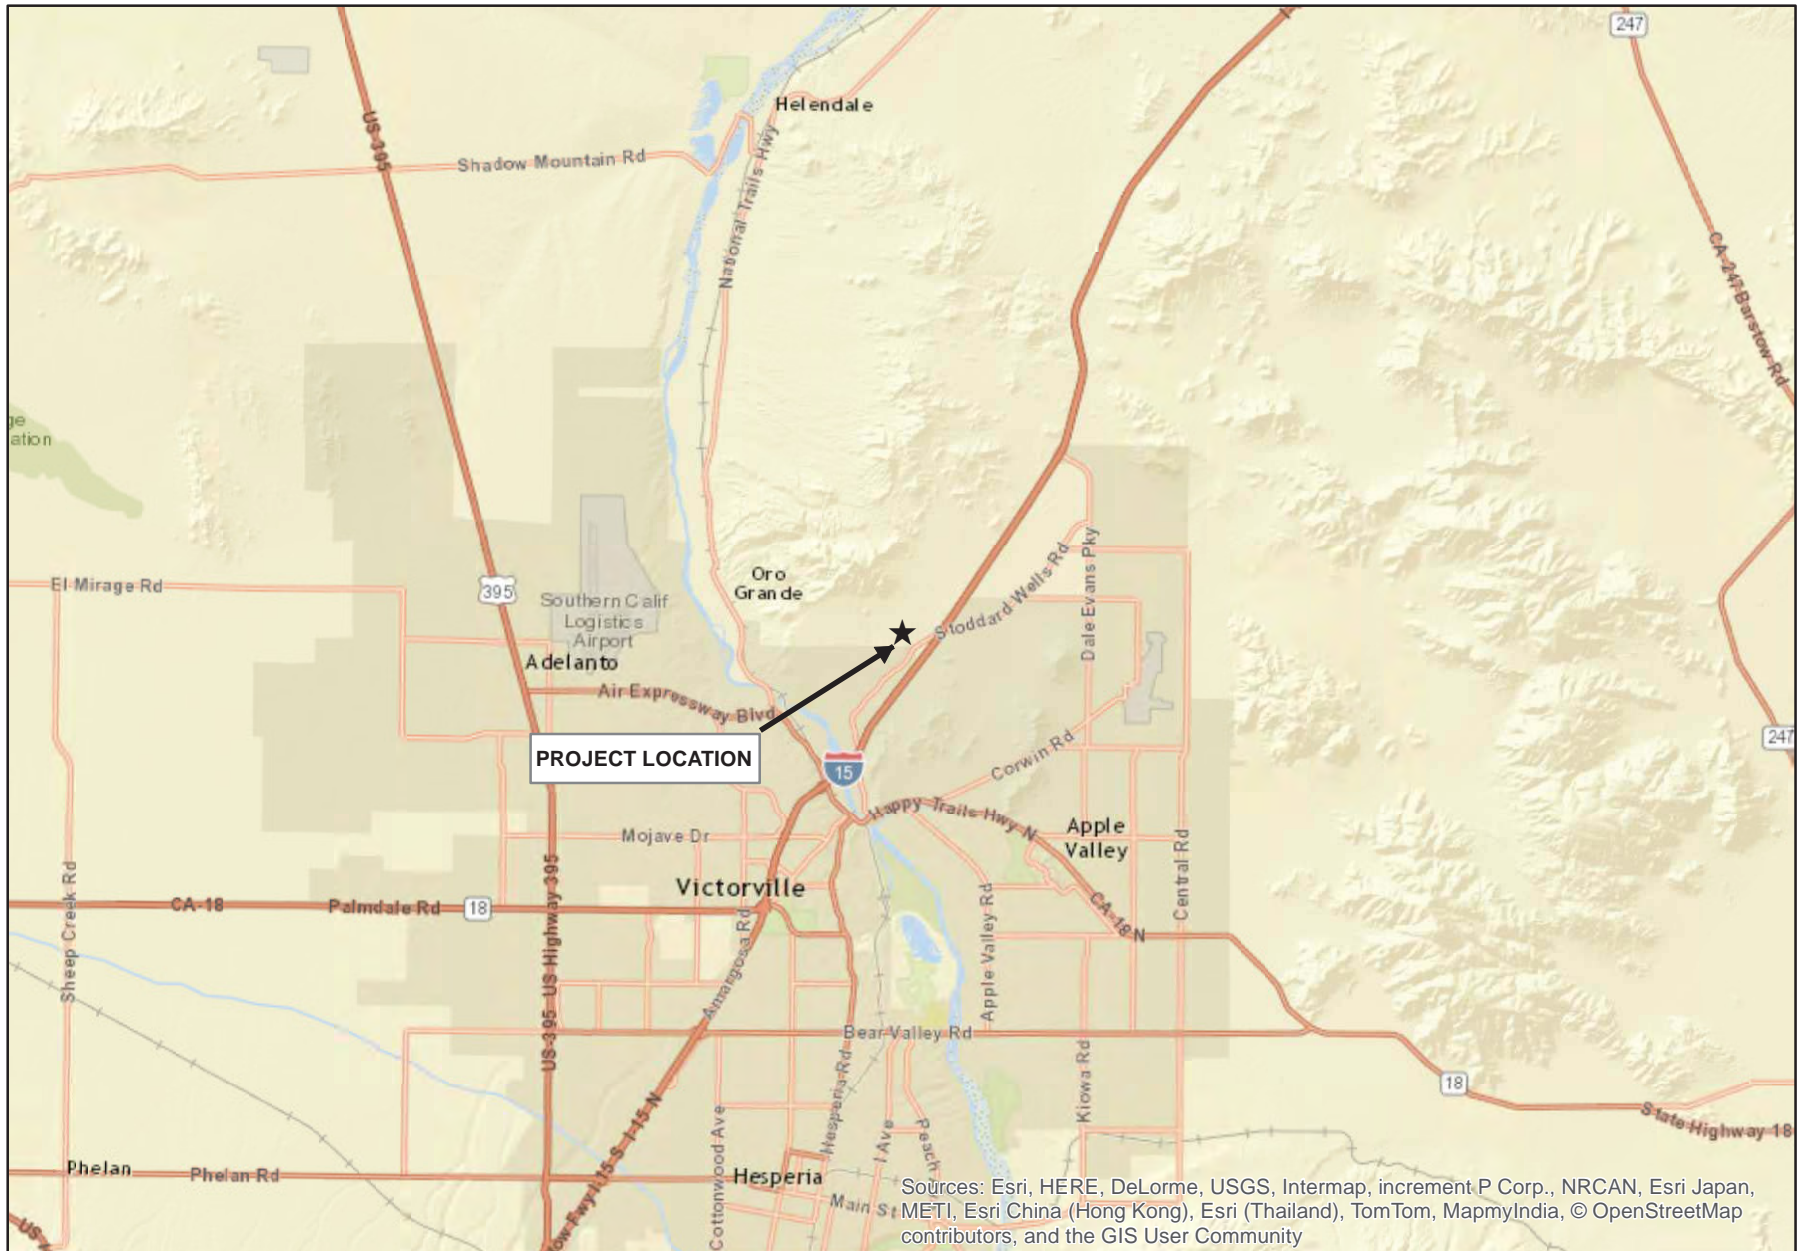 247
Helendale
US-395
Shadow Mountain Rd
National Trails Hwy
CA-247 Barstow Rd
ge
ation
Oro
Grande
El Mirage Rd
395
Southern Calif
Logistics
Airport
Stoddard Wells Rd
Dale Evans Pky
Adelanto
Air Expressway Blvd
PROJECT LOCATION
15
Corwin Rd
247
Happy Trails Hwy N
Mojave Dr
Apple
Valley
Victorville
Central Rd
CA-18
Palmdale Rd
18
Sheep Creek Rd
US-395 US Highway 395
Amargosa Rd
Apple Valley Rd
CA-18 N
Bear Valley Rd
Kiowa Rd
18
State Highway 18
Hesperia Rd
I-15 S I-15 N
Cottonwood Ave
I Ave
Peach
Phelan
Phelan Rd
Hesperia
Main St
Sources: Esri, HERE, DeLorme, USGS, Intermap, increment P Corp., NRCAN, Esri Japan,
METI, Esri China (Hong Kong), Esri (Thailand), TomTom, MapmyIndia, © OpenStreetMap
contributors, and the GIS User Community